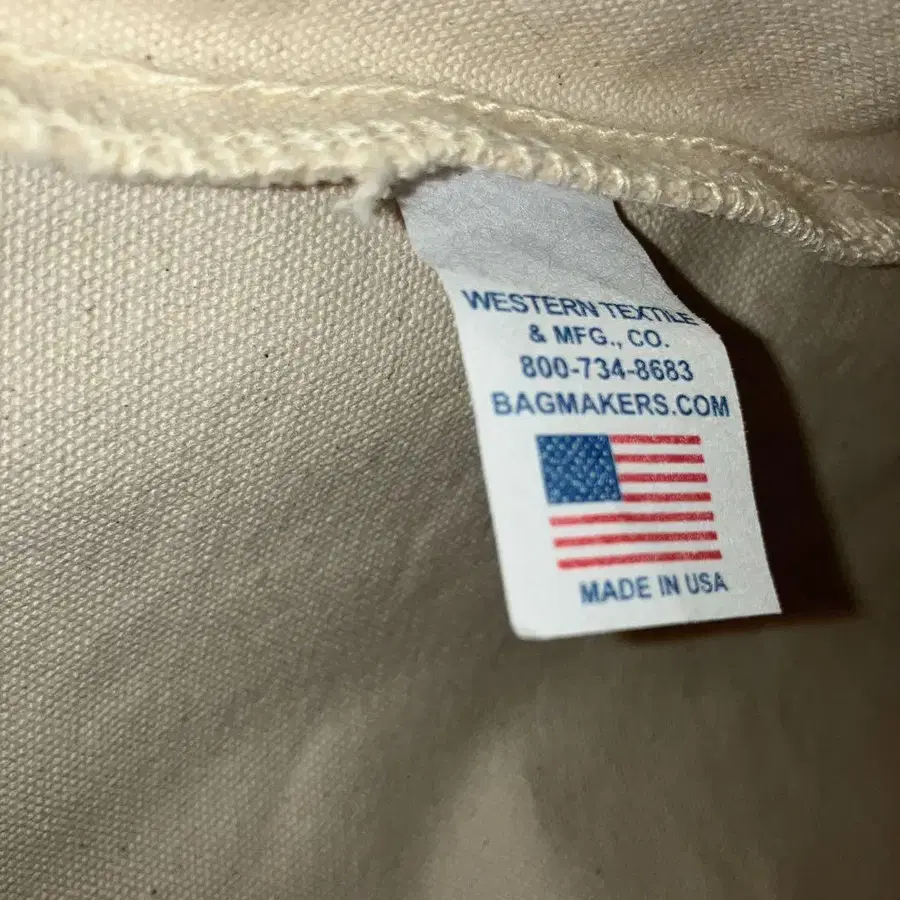 WESTERN TEXTILE
& MFG., CO.
800-734-8683
BAGMAKERS.COM
MADE IN USA